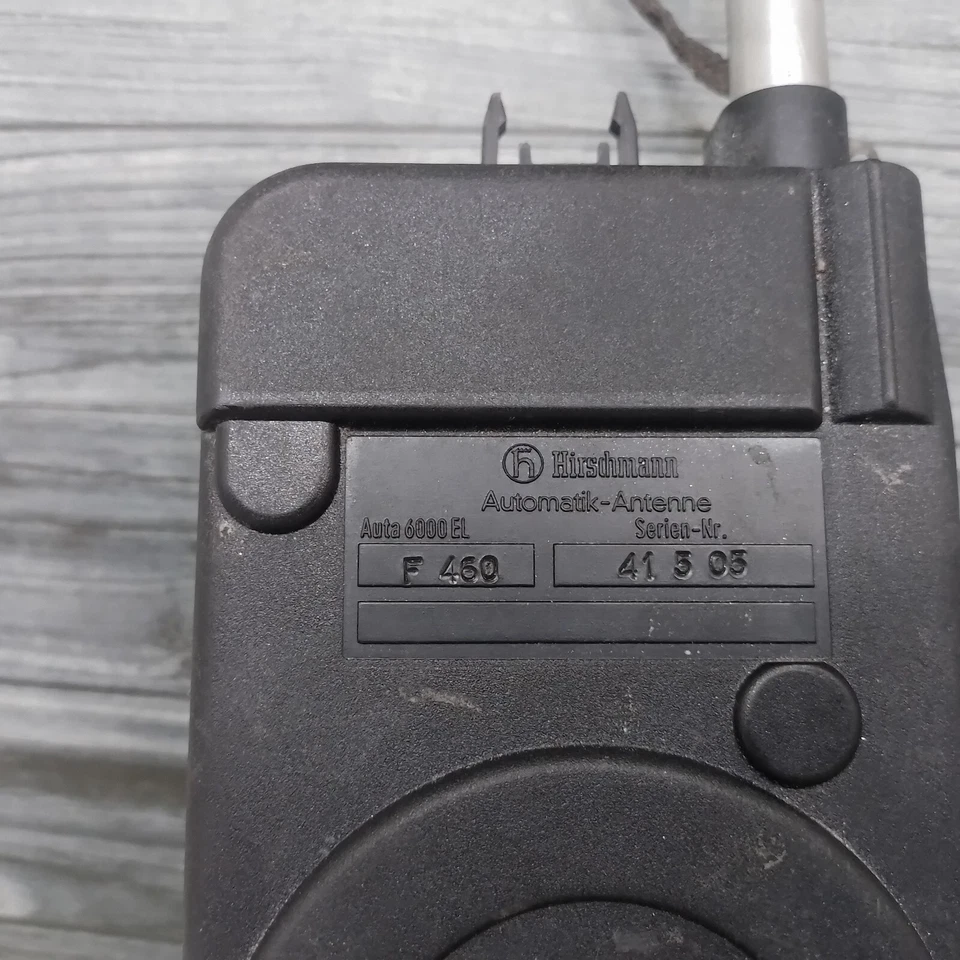 h Hirschmann
Automatik-Antenne
Auta 6000 EL Serien-Nr.
F 460 41 5 05